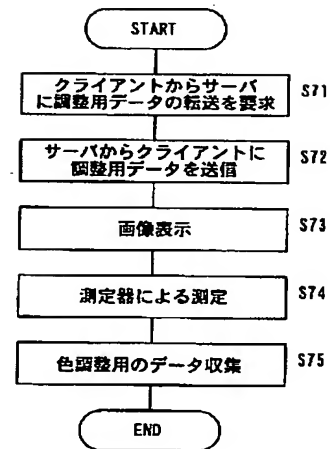 START
クライアントからサーバ
に調整用データの転送を要求
S71
サーバからクライアントに
調整用データを送信
S72
画像表示
S73
測定器による測定
S74
色調整用のデータ収集
S75
END